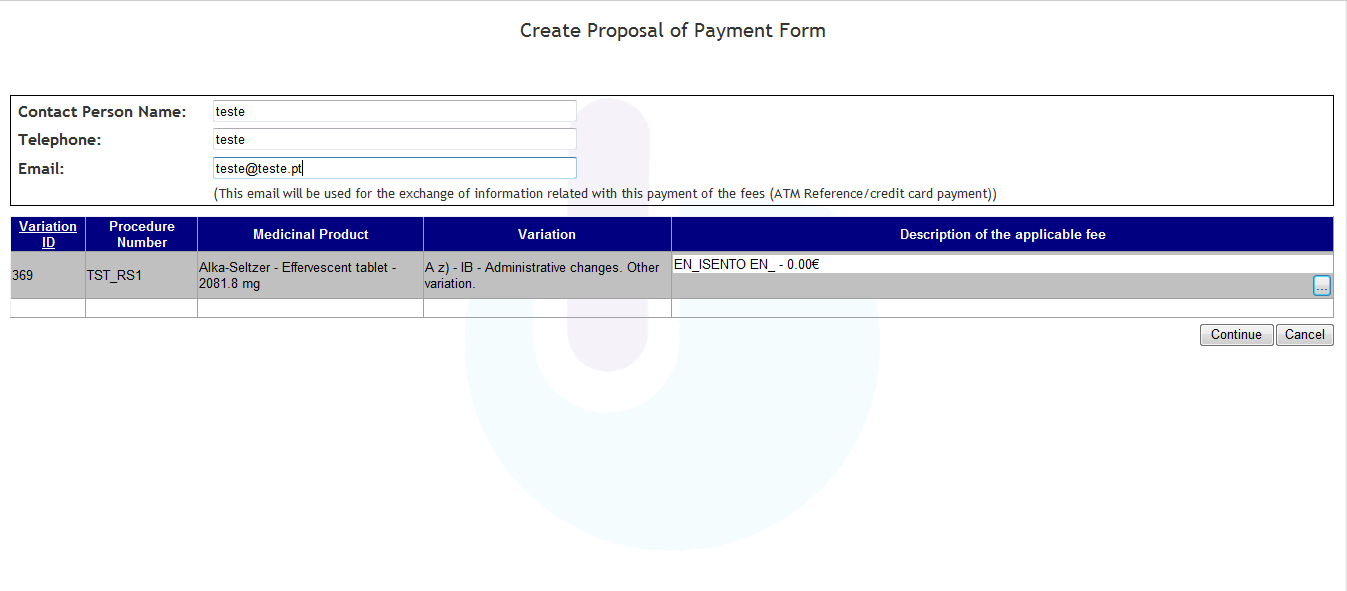 Create Proposal of Payment Form
Contact Person Name: teste
Telephone: teste
Email: teste@teste.pt
(This email will be used for the exchange of information related with this payment of the fees (ATM Reference/credit card payment))
Variation
ID
Procedure
Number
Medicinal Product
Variation
Description of the applicable fee
369
TST_RS1
Alka-Seltzer - Effervescent tablet -
2081.8 mg
A z) - IB - Administrative changes. Other
variation.
EN_ISENTO EN_ - 0.00€
...
Continue Cancel